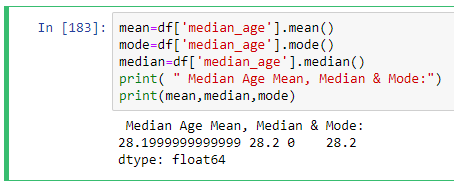 In [183]: mean=df['median_age'].mean()
mode=df['median_age'].mode()
median=df['median_age'].median()
print( " Median Age Mean, Median & Mode:")
print(mean,median,mode)
Median Age Mean, Median & Mode:
28.1999999999999 28.2 0    28.2
dtype: float64